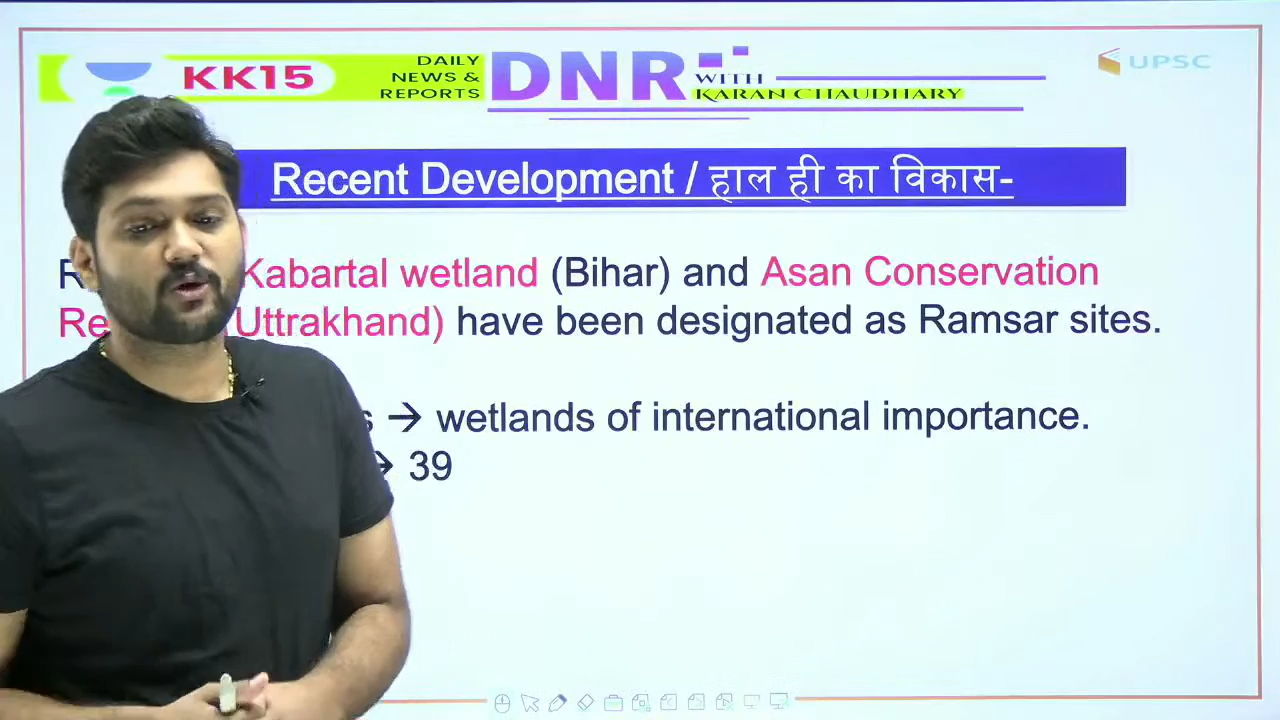 KK15
DAILY
NEWS &
REPORTS
DNR
WITH
KARAN CHAUDHARY
UPSC
Recent Development / हाल ही का विकास-
Kabartal wetland (Bihar) and Asan Conservation
Uttrakhand) have been designated as Ramsar sites.
→ wetlands of international importance.
→ 39